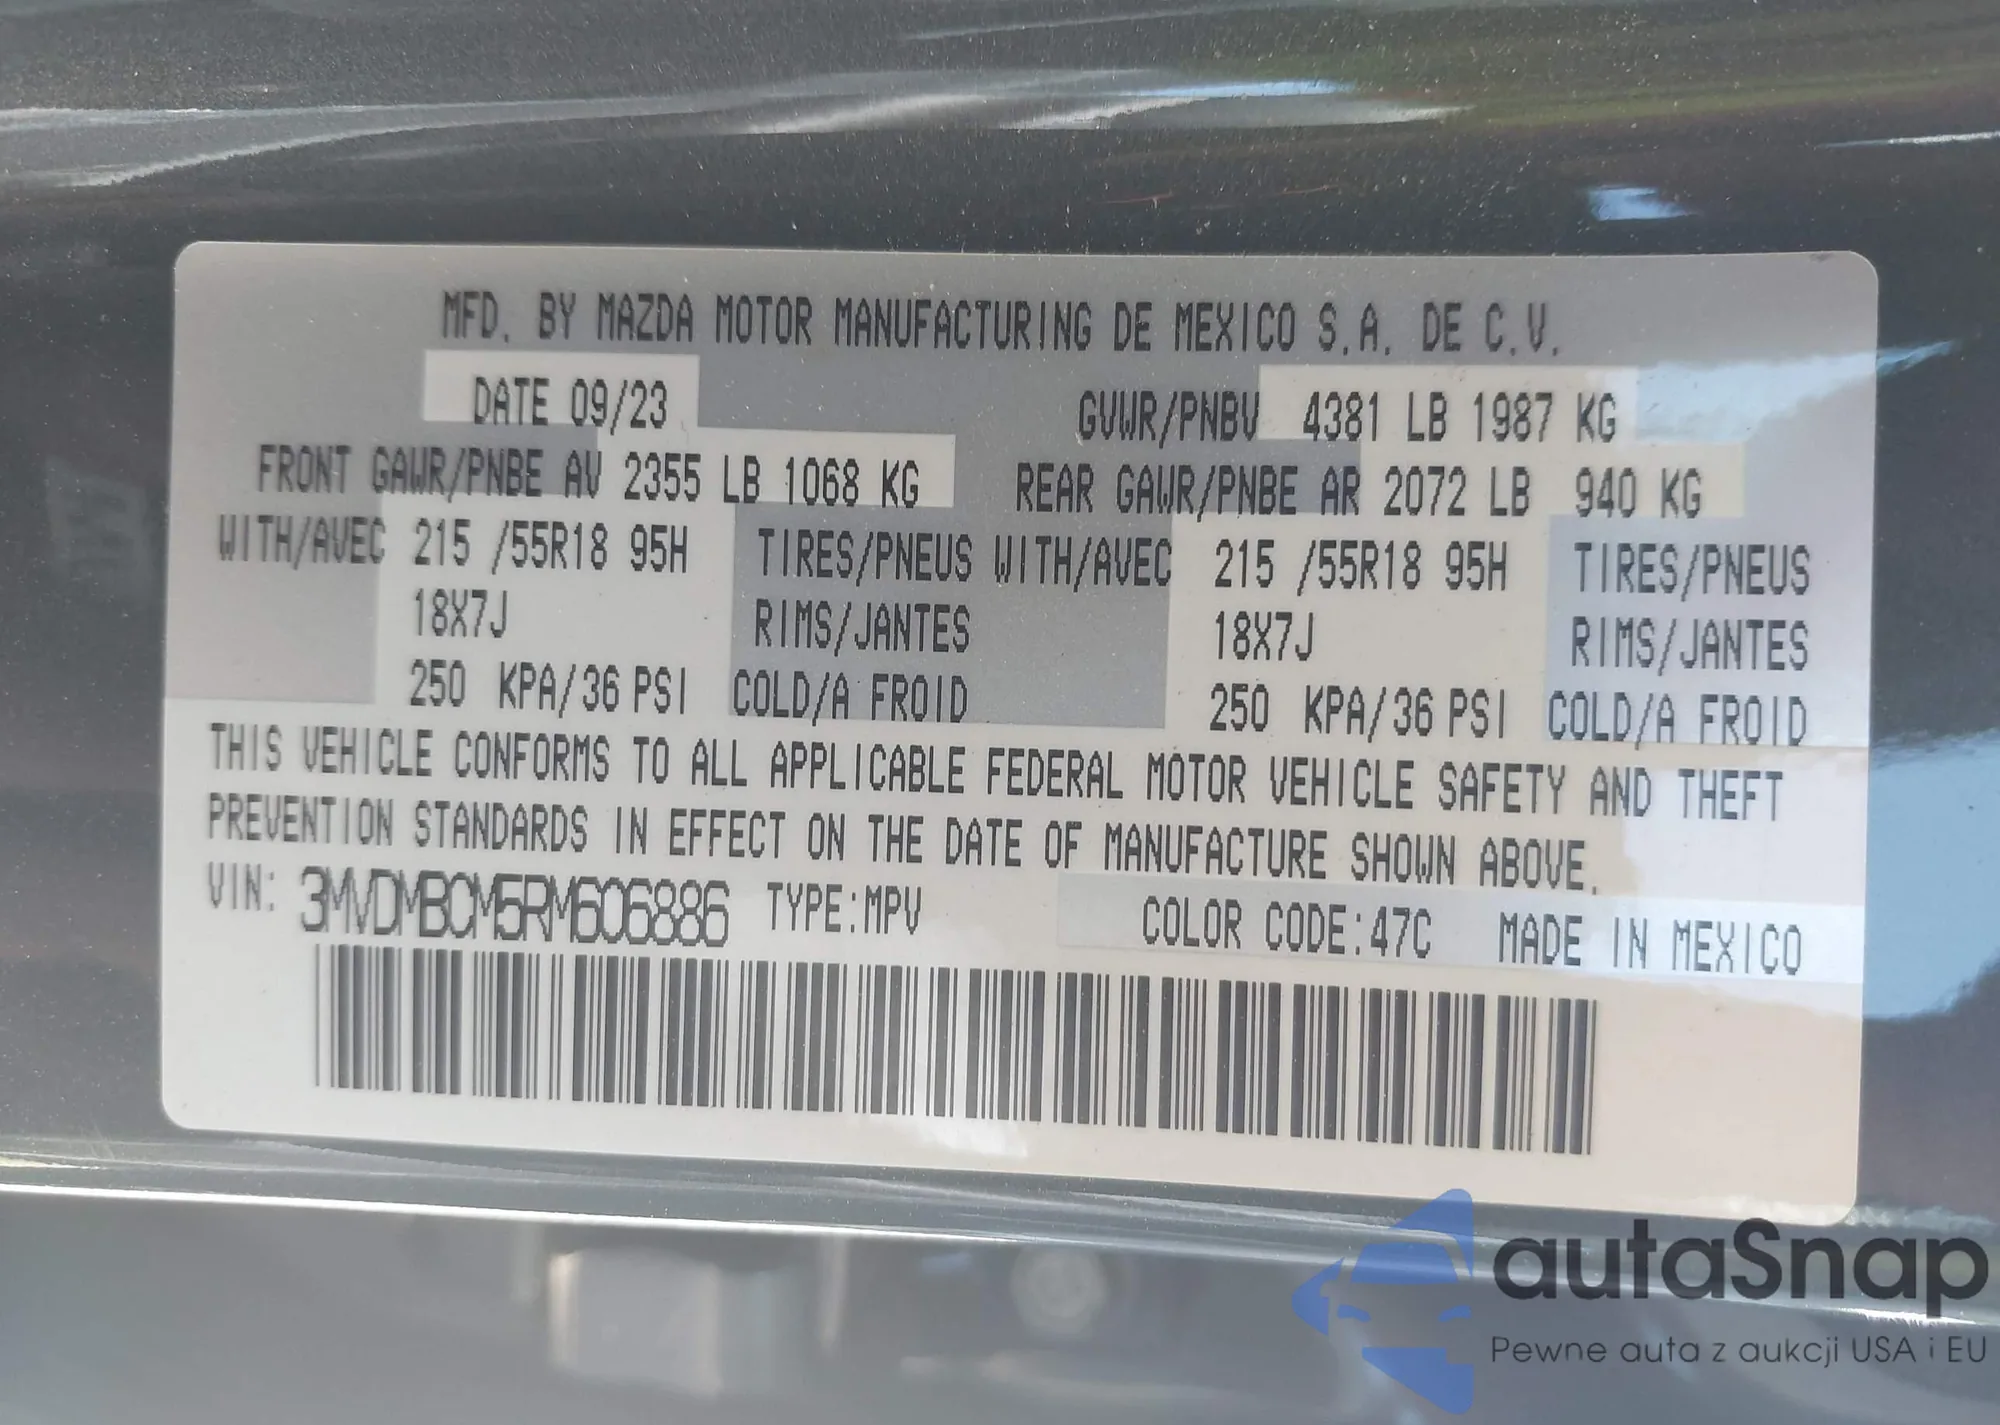 MFD. BY MAZDA MOTOR MANUFACTURING DE MEXICO S.A. DE C.V.
DATE 09/23 GVWR/PNBV 4381 LB 1987 KG
FRONT GAWR/PNBE AV 2355 LB 1068 KG REAR GAWR/PNBE AR 2072 LB 940 KG
WITH/AVEC 215 /55R18 95H TIRES/PNEUS WITH/AVEC 215 /55R18 95H TIRES/PNEUS
18X7J RIMS/JANTES 18X7J RIMS/JANTES
250 KPA/36 PSI COLD/A FROID 250 KPA/36 PSI COLD/A FROID
THIS VEHICLE CONFORMS TO ALL APPLICABLE FEDERAL MOTOR VEHICLE SAFETY AND THEFT
PREVENTION STANDARDS IN EFFECT ON THE DATE OF MANUFACTURE SHOWN ABOVE.
VIN: 3MVDMBCM5RM606886 TYPE:MPV COLOR CODE:47C MADE IN MEXICO
autaSnap
Pewne auta z aukcji USA i EU